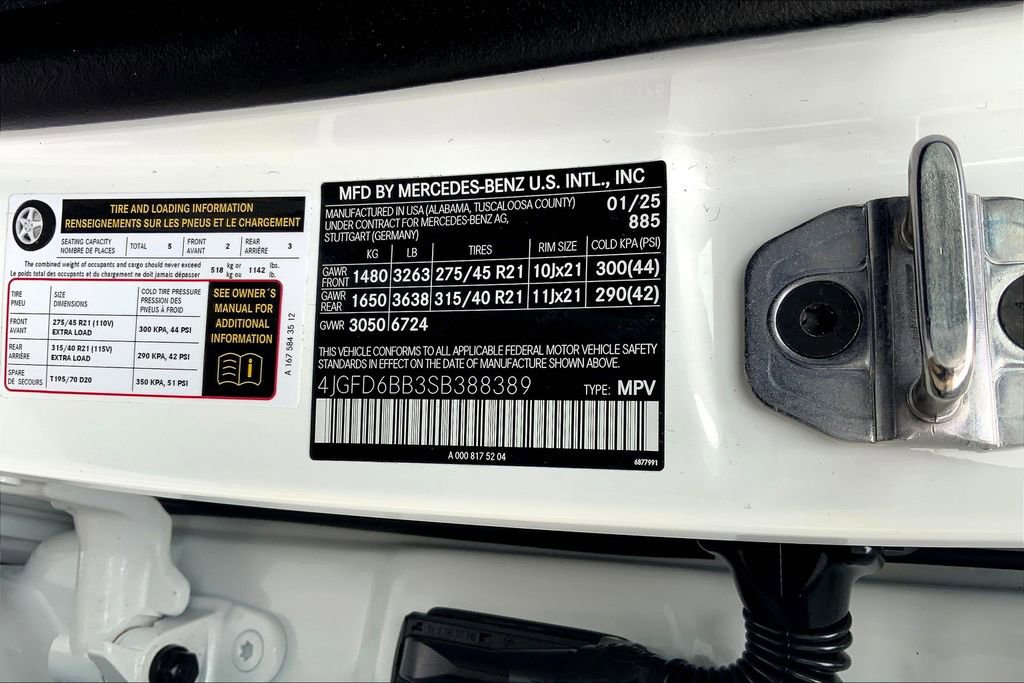 TIRE AND LOADING INFORMATION
RENSEIGNEMENTS SUR LES PNEUS ET LE CHARGEMENT
SEATING CAPACITY
NOMBRE DE PLACES
TOTAL 5
FRONT
AVANT
2
REAR
ARRIÈRE
3
The combined weight of occupants and cargo should never exceed
Le poids total des occupants et du chargement ne doit jamais dépasser
518 kg or
kg ou
1142 lbs.
lb.
TIRE
PNEU
SIZE
DIMENSIONS
COLD TIRE PRESSURE
PRESSION DES
PNEUS À FROID
FRONT
AVANT
275/45 R21 (110V)
EXTRA LOAD
300 KPA, 44 PSI
REAR
ARRIÈRE
315/40 R21 (115V)
EXTRA LOAD
290 KPA, 42 PSI
SPARE
DE SECOURS
T195/70 D20
350 KPA, 51 PSI
SEE OWNER´S
MANUAL FOR
ADDITIONAL
INFORMATION
A 167 584 35 12
MFD BY MERCEDES-BENZ U.S. INTL., INC
MANUFACTURED IN USA (ALABAMA, TUSCALOOSA COUNTY)
UNDER CONTRACT FOR MERCEDES-BENZ AG,
STUTTGART (GERMANY)
01/25
885
KG LB TIRES RIM SIZE COLD KPA (PSI)
GAWR
FRONT
1480 3263 275/45 R21 10Jx21 300(44)
GAWR
REAR
1650 3638 315/40 R21 11Jx21 290(42)
GVWR 3050 6724
THIS VEHICLE CONFORMS TO ALL APPLICABLE FEDERAL MOTOR VEHICLE SAFETY
STANDARDS IN EFFECT ON THE DATE OF MANUFACTURE SHOWN ABOVE.
4JGFD6BB3SB388389 TYPE: MPV
A 000 817 52 04
6877991